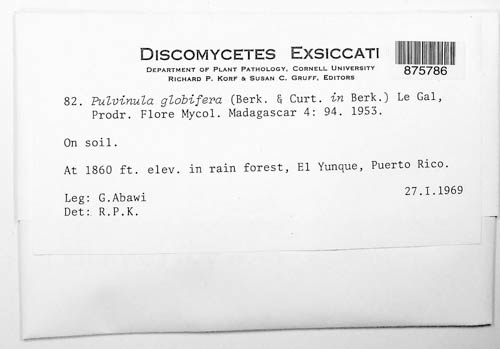 DISCOMYCETES EXSICCATI
DEPARTMENT OF PLANT PATHOLOGY, CORNELL UNIVERSITY
RICHARD P. KORF & SUSAN C. GRUFF, EDITORS
875786
82. Pulvinula globifera (Berk. & Curt. in Berk.) Le Gal,
Prodr. Flore Mycol. Madagascar 4: 94. 1953.
On soil.
At 1860 ft. elev. in rain forest, El Yunque, Puerto Rico.
Leg: G.Abawi 27.I.1969
Det: R.P.K.